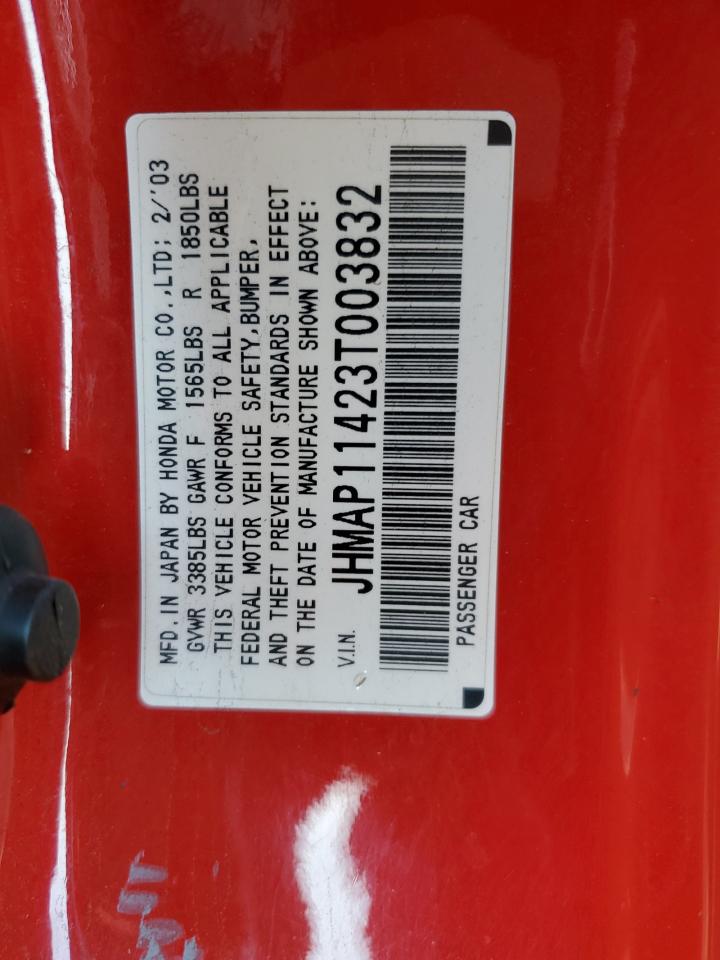 MFD.IN JAPAN BY HONDA MOTOR CO.,LTD; 2/'03
GVWR 3385LBS GAWR F 1565LBS R 1850LBS
THIS VEHICLE CONFORMS TO ALL APPLICABLE
FEDERAL MOTOR VEHICLE SAFETY,BUMPER,
AND THEFT PREVENTION STANDARDS IN EFFECT
ON THE DATE OF MANUFACTURE SHOWN ABOVE:
V.I.N. JHMAP11423T003832
PASSENGER CAR